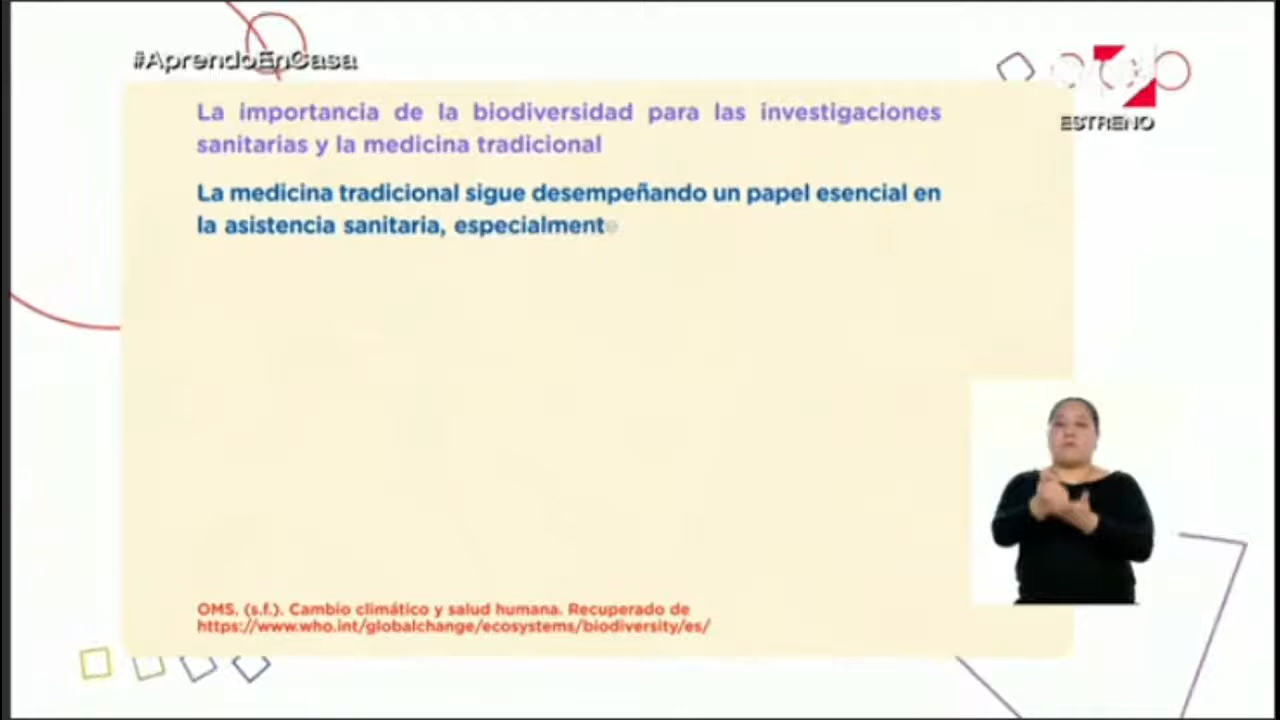 #AprendoEnCasa
ESTRENO
La importancia de la biodiversidad para las investigaciones
sanitarias y la medicina tradicional
La medicina tradicional sigue desempeñando un papel esencial en
la asistencia sanitaria, especialmente
OMS. (s.f.). Cambio climático y salud humana. Recuperado de
https://www.who.int/globalchange/ecosystems/biodiversity/es/